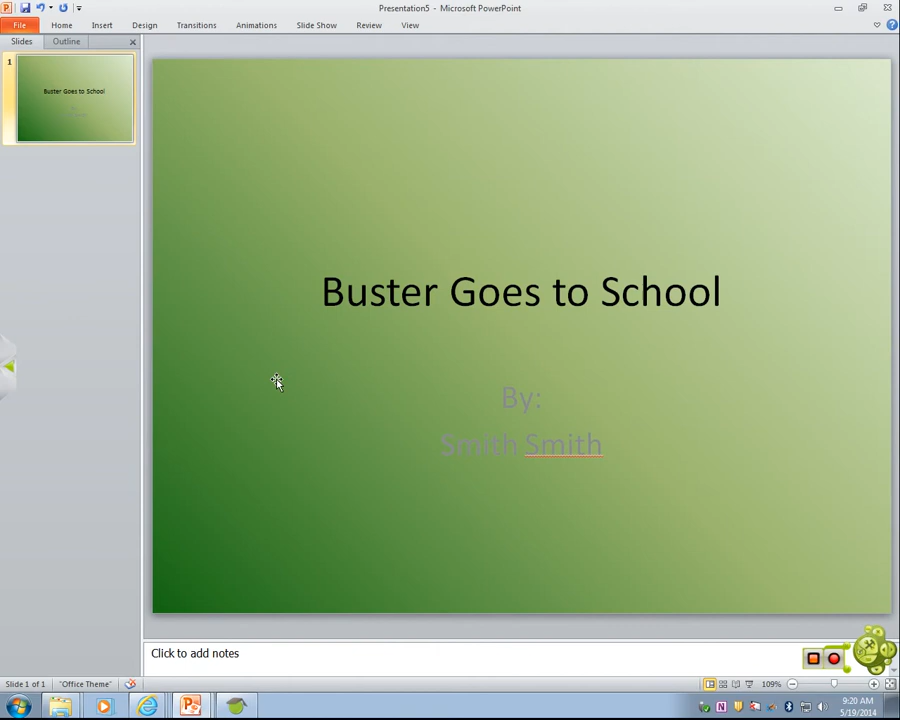 Presentation5 - Microsoft PowerPoint
File Home Insert Design Transitions Animations Slide Show Review View
Slides Outline
1
Buster Goes to School
Buster Goes to School
By:
Smith Smith
Click to add notes
Slide 1 of 1 "Office Theme" 109%
9:20 AM
5/19/2014